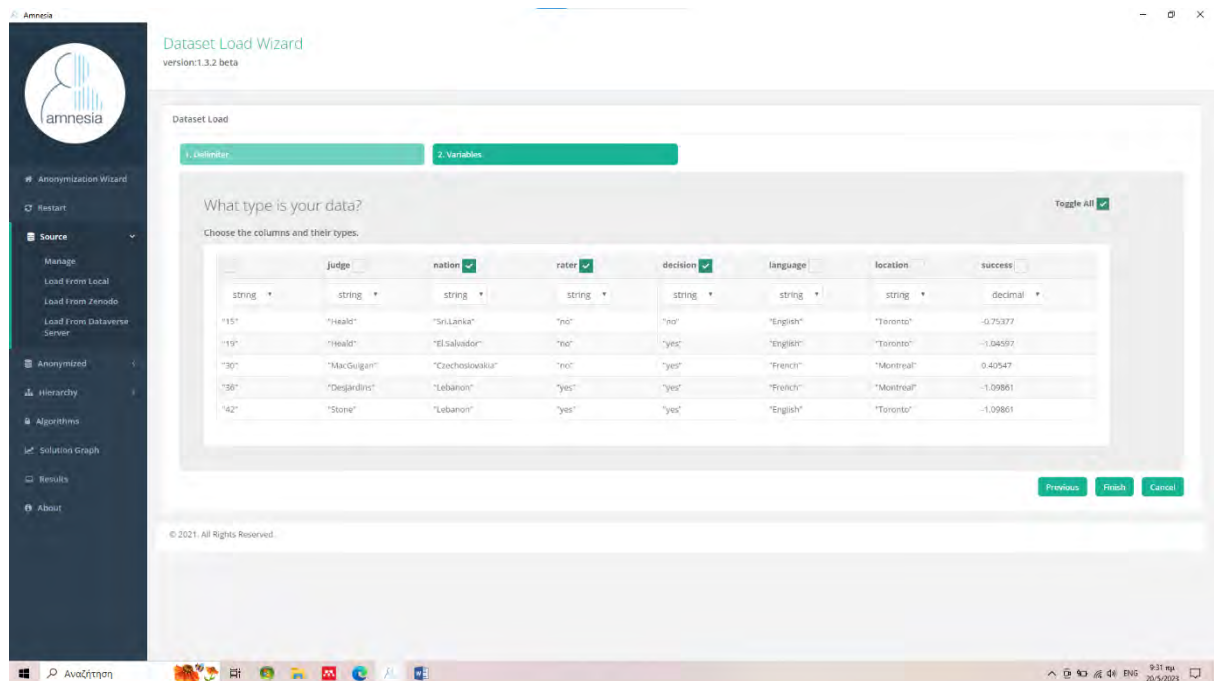 Amnesia
Dataset Load Wizard
version:1.3.2 beta
amnesia
Anonymization Wizard
Restart
Source
Manage
Load From Local
Load From Zenodo
Load From Dataverse
Server
Anonymized
Hierarchy
Algorithms
Solution Graph
Results
About
Dataset Load
1. Delimiter
2. Variables
What type is your data?
Toggle All
Choose the columns and their types.
judge nation rater decision language location success
string string string string string string string decimal
"15" "Heald" "Sri.Lanka" "no" "no" "English" "Toronto" -0.75377
"19" "Heald" "El.Salvador" "no" "yes" "English" "Toronto" -1.04597
"30" "MacGuigan" "Czechoslovakia" "no" "yes" "French" "Montreal" 0.40547
"36" "Desjardins" "Lebanon" "yes" "yes" "French" "Montreal" -1.09861
"42" "Stone" "Lebanon" "yes" "yes" "English" "Toronto" -1.09861
Previous Finish Cancel
© 2021. All Rights Reserved.
Αναζήτηση
ENG
9:31 πμ
20/5/2023